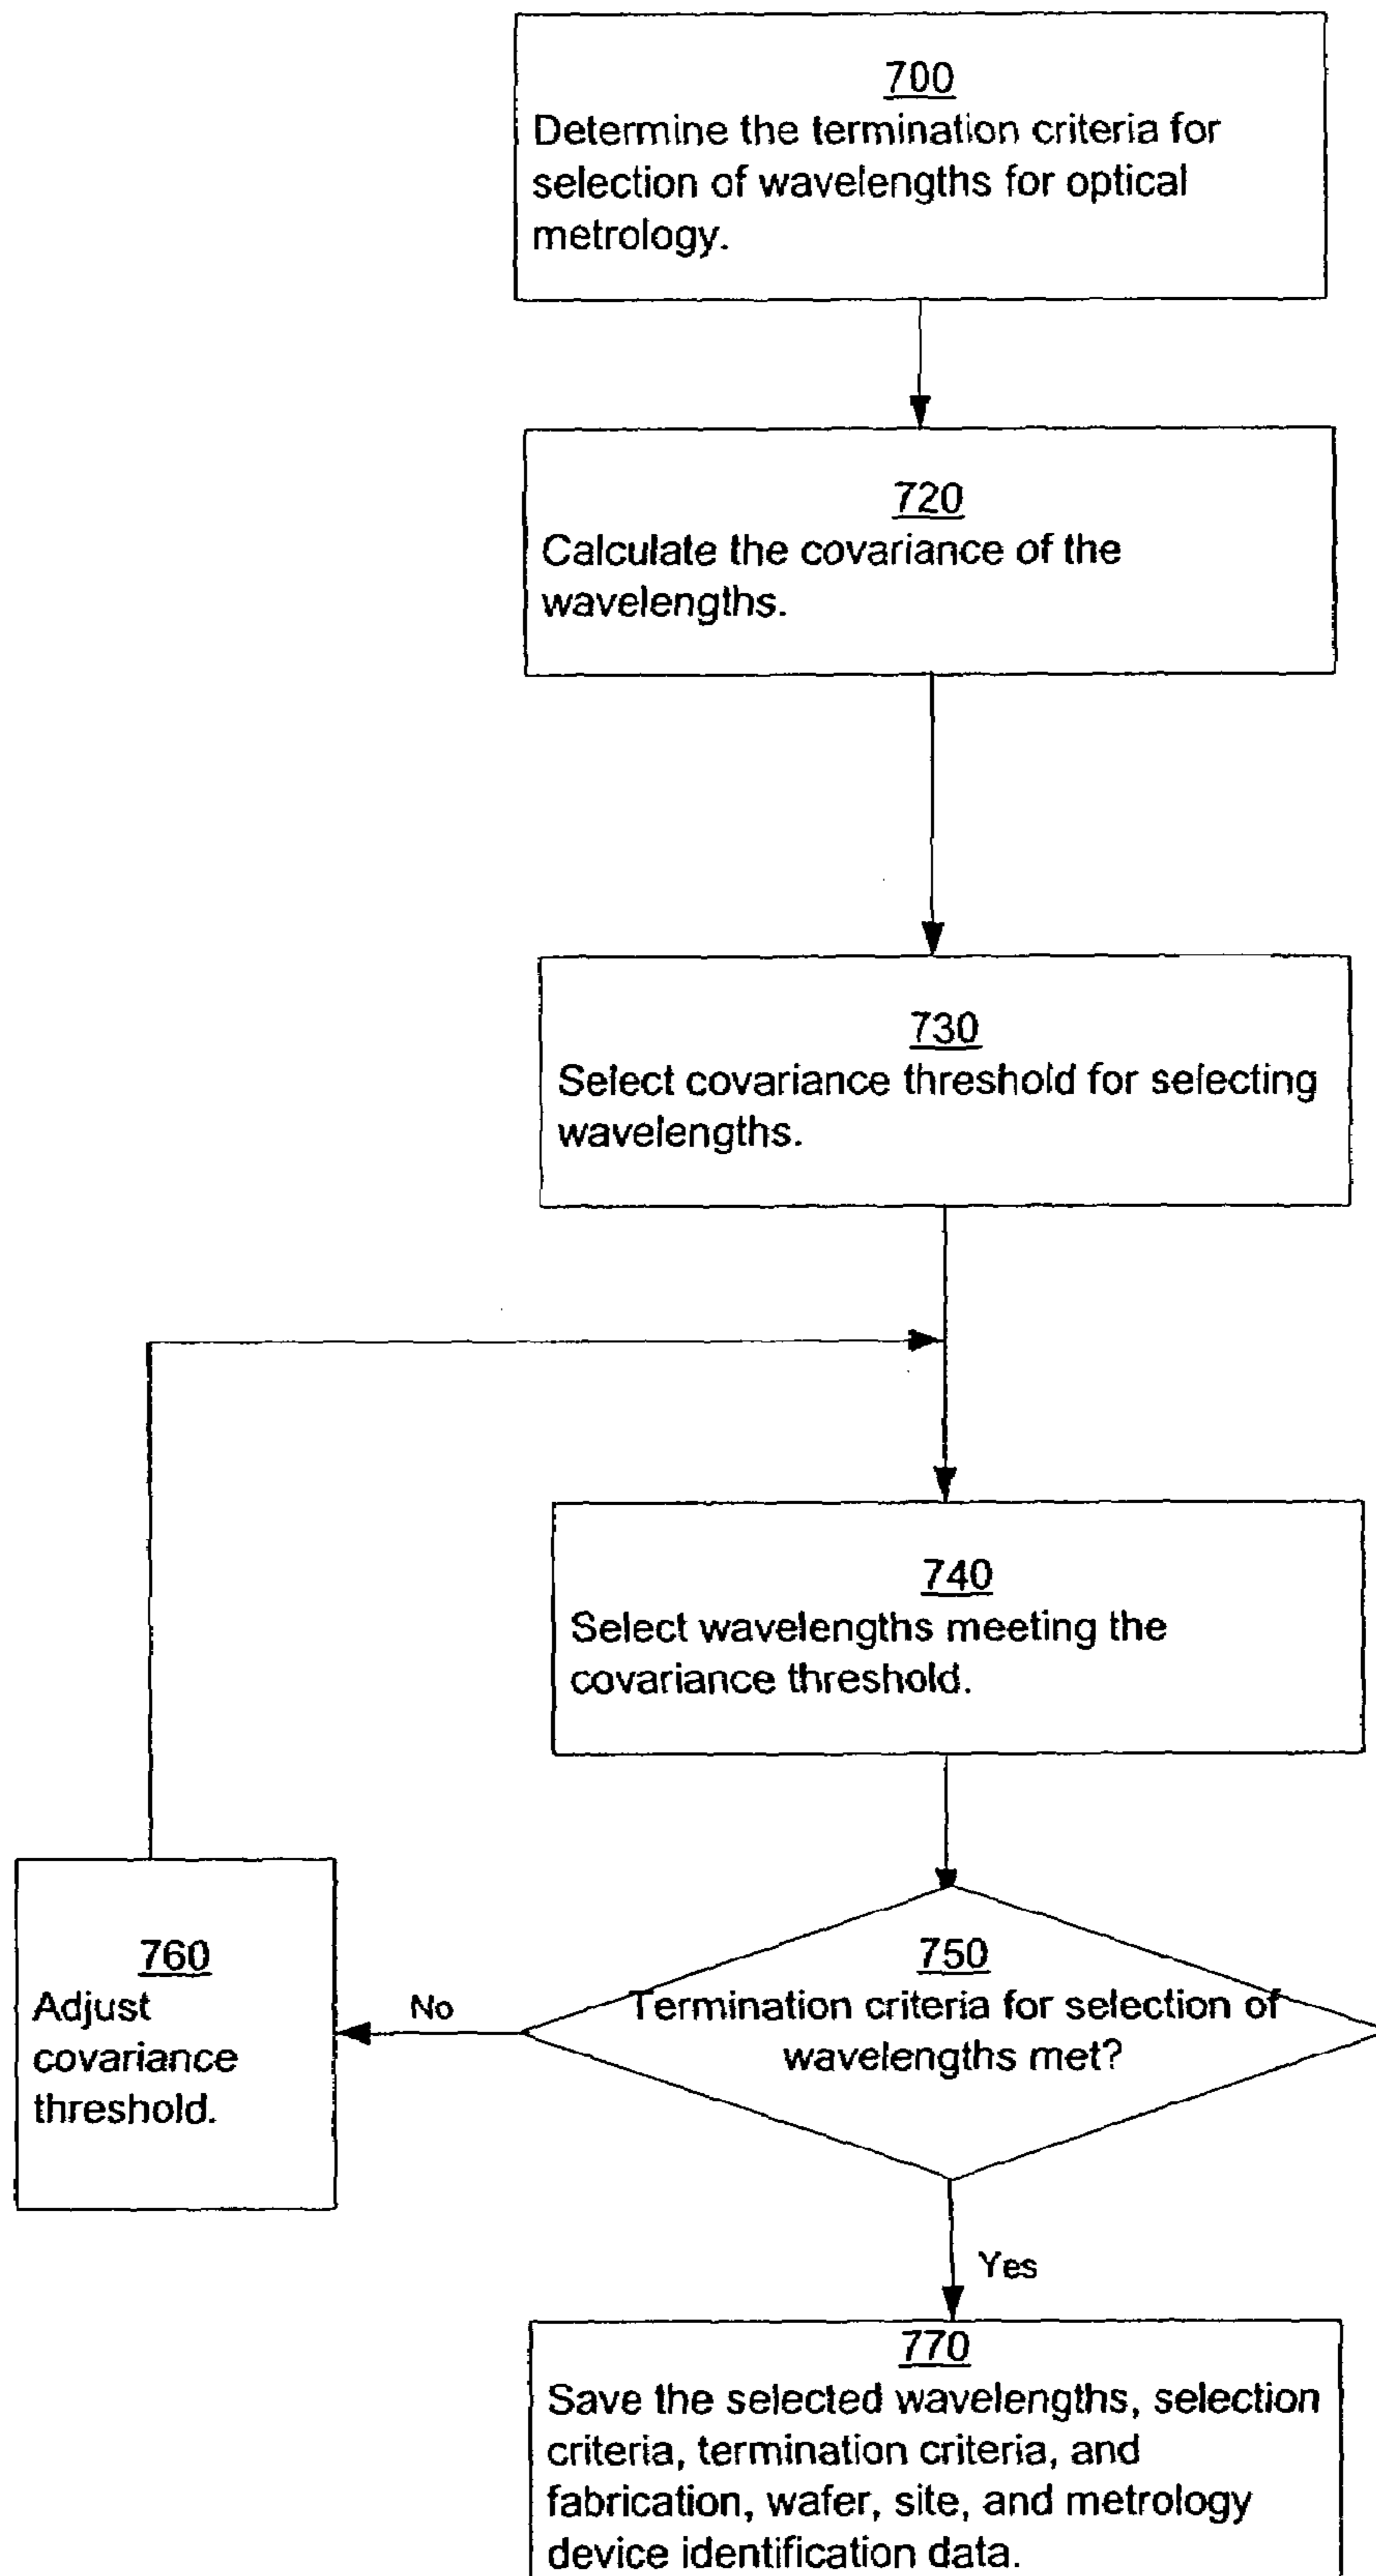 700
Determine the termination criteria for
selection of wavelengths for optical
metrology.
720
Calculate the covariance of the
wavelengths.
730
Select covariance threshold for selecting
wavelengths.
740
Select wavelengths meeting the
covariance threshold.
750
Termination criteria for selection of
wavelengths met?
No
760
Adjust
covariance
threshold.
Yes
770
Save the selected wavelengths, selection
criteria, termination criteria, and
fabrication, wafer, site, and metrology
device identification data.